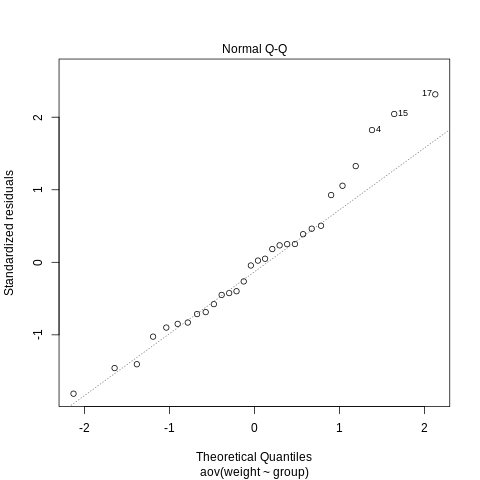 Normal Q-Q
17
15
4
2
1
0
-1
Standardized residuals
-2 -1 0 1 2
Theoretical Quantiles
aov(weight ~ group)